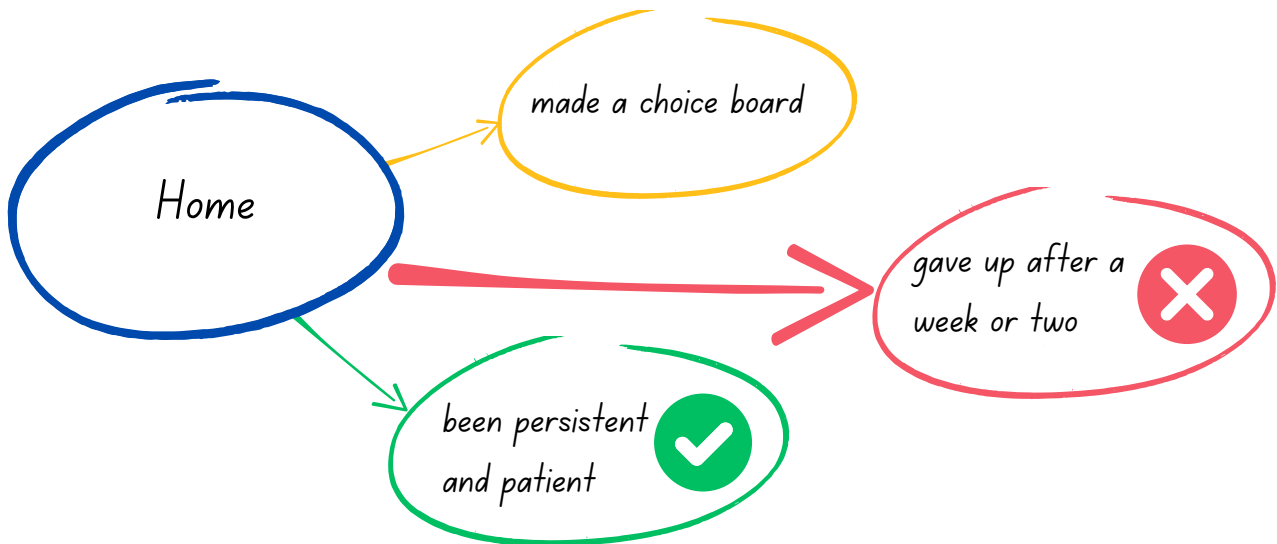 made a choice board
Home
gave up after a
week or two
been persistent
and patient